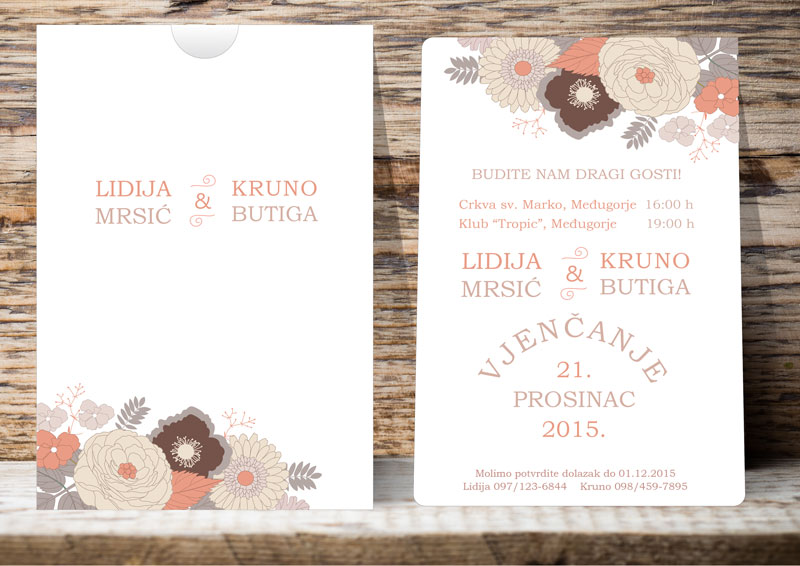 LIDIJA & KRUNO
MRSIĆ BUTIGA
BUDITE NAM DRAGI GOSTI!
Crkva sv. Marko, Međugorje 16:00 h
Klub “Tropic”, Međugorje 19:00 h
LIDIJA & KRUNO
MRSIĆ BUTIGA
VJENČANJE
21.
PROSINAC
2015.
Molimo potvrdite dolazak do 01.12.2015
Lidija 097/123-6844 Kruno 098/459-7895